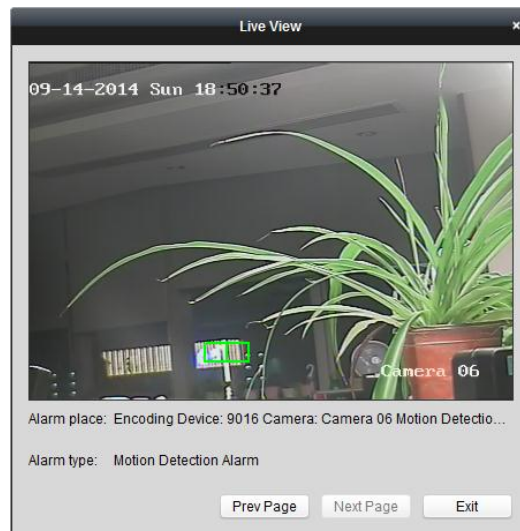 Live View ×
09-14-2014 Sun 18:50:37
Camera 06
Alarm place: Encoding Device: 9016 Camera: Camera 06 Motion Detectio...
Alarm type: Motion Detection Alarm
Prev Page Next Page Exit